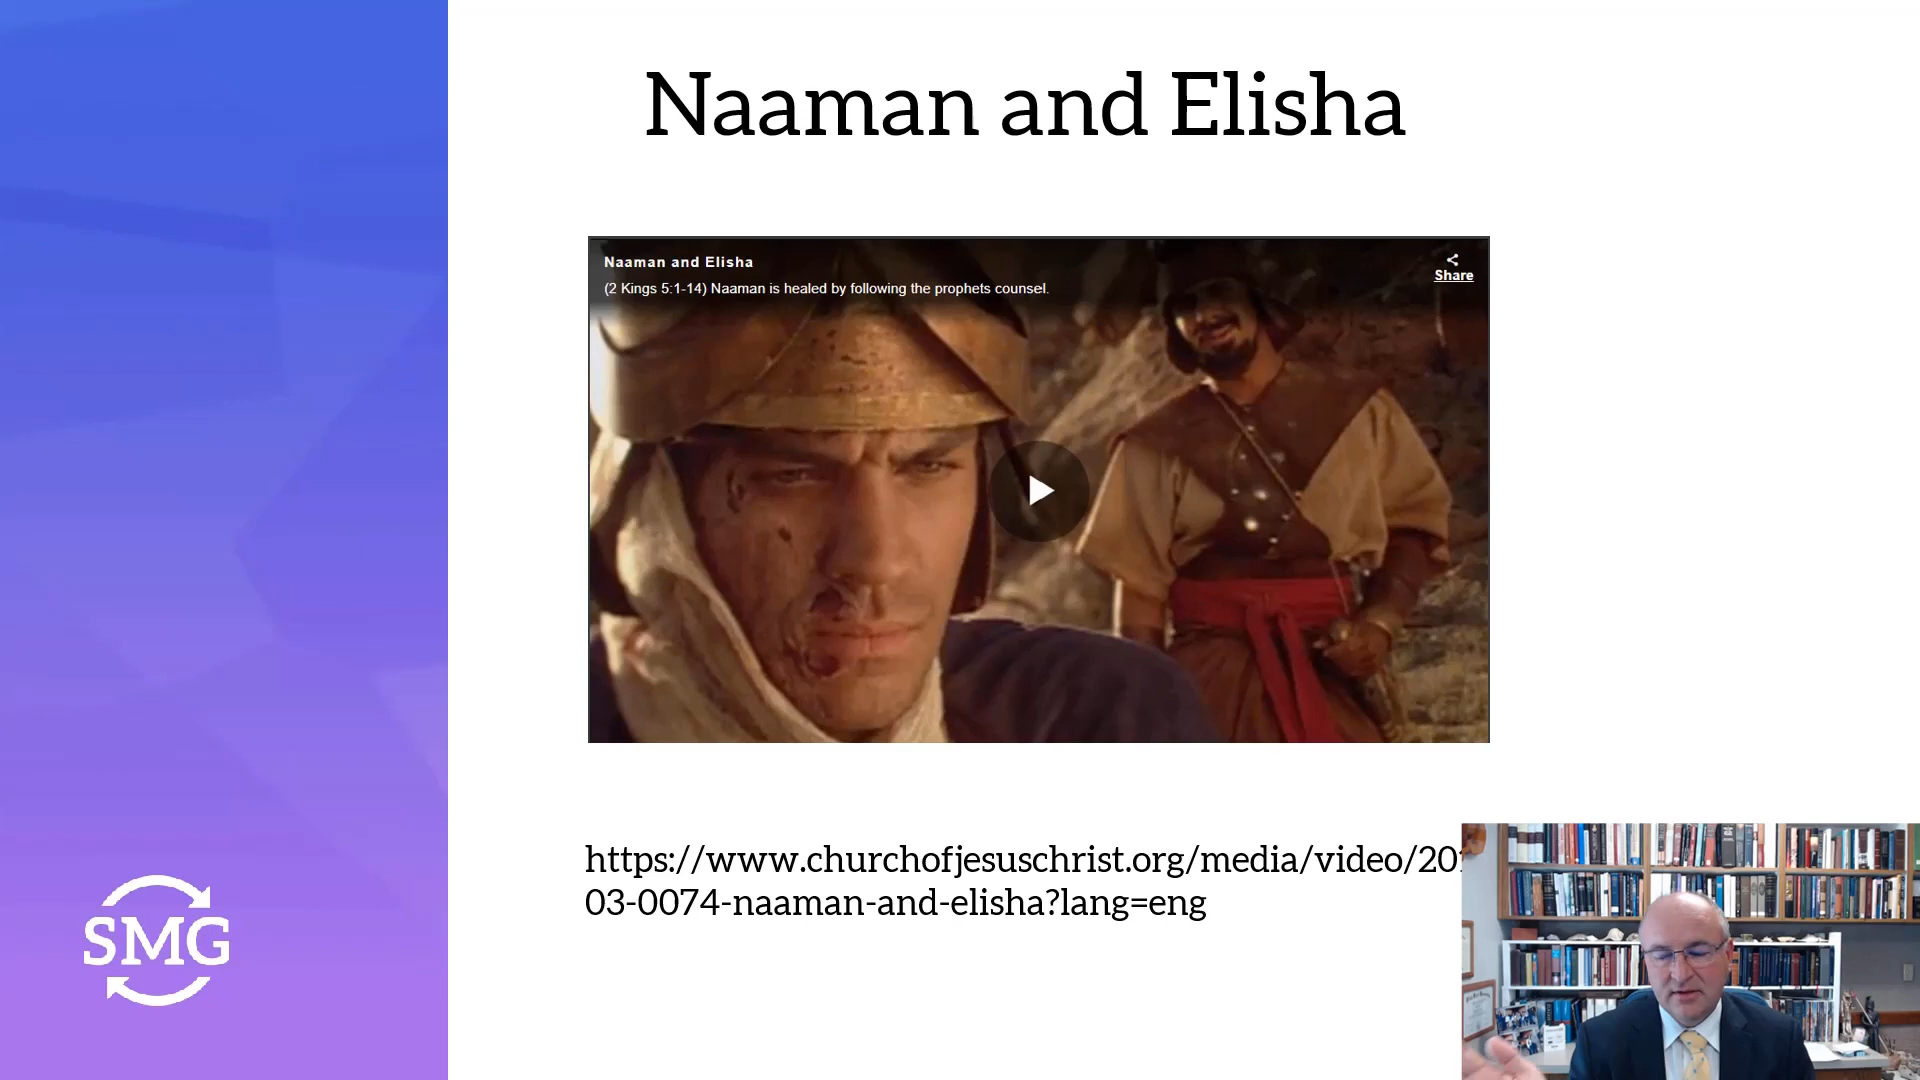 Naaman and Elisha
Naaman and Elisha
(2 Kings 5:1-14) Naaman is healed by following the prophets counsel.
Share
https://www.churchofjesuschrist.org/media/video/20
03-0074-naaman-and-elisha?lang=eng
SMG